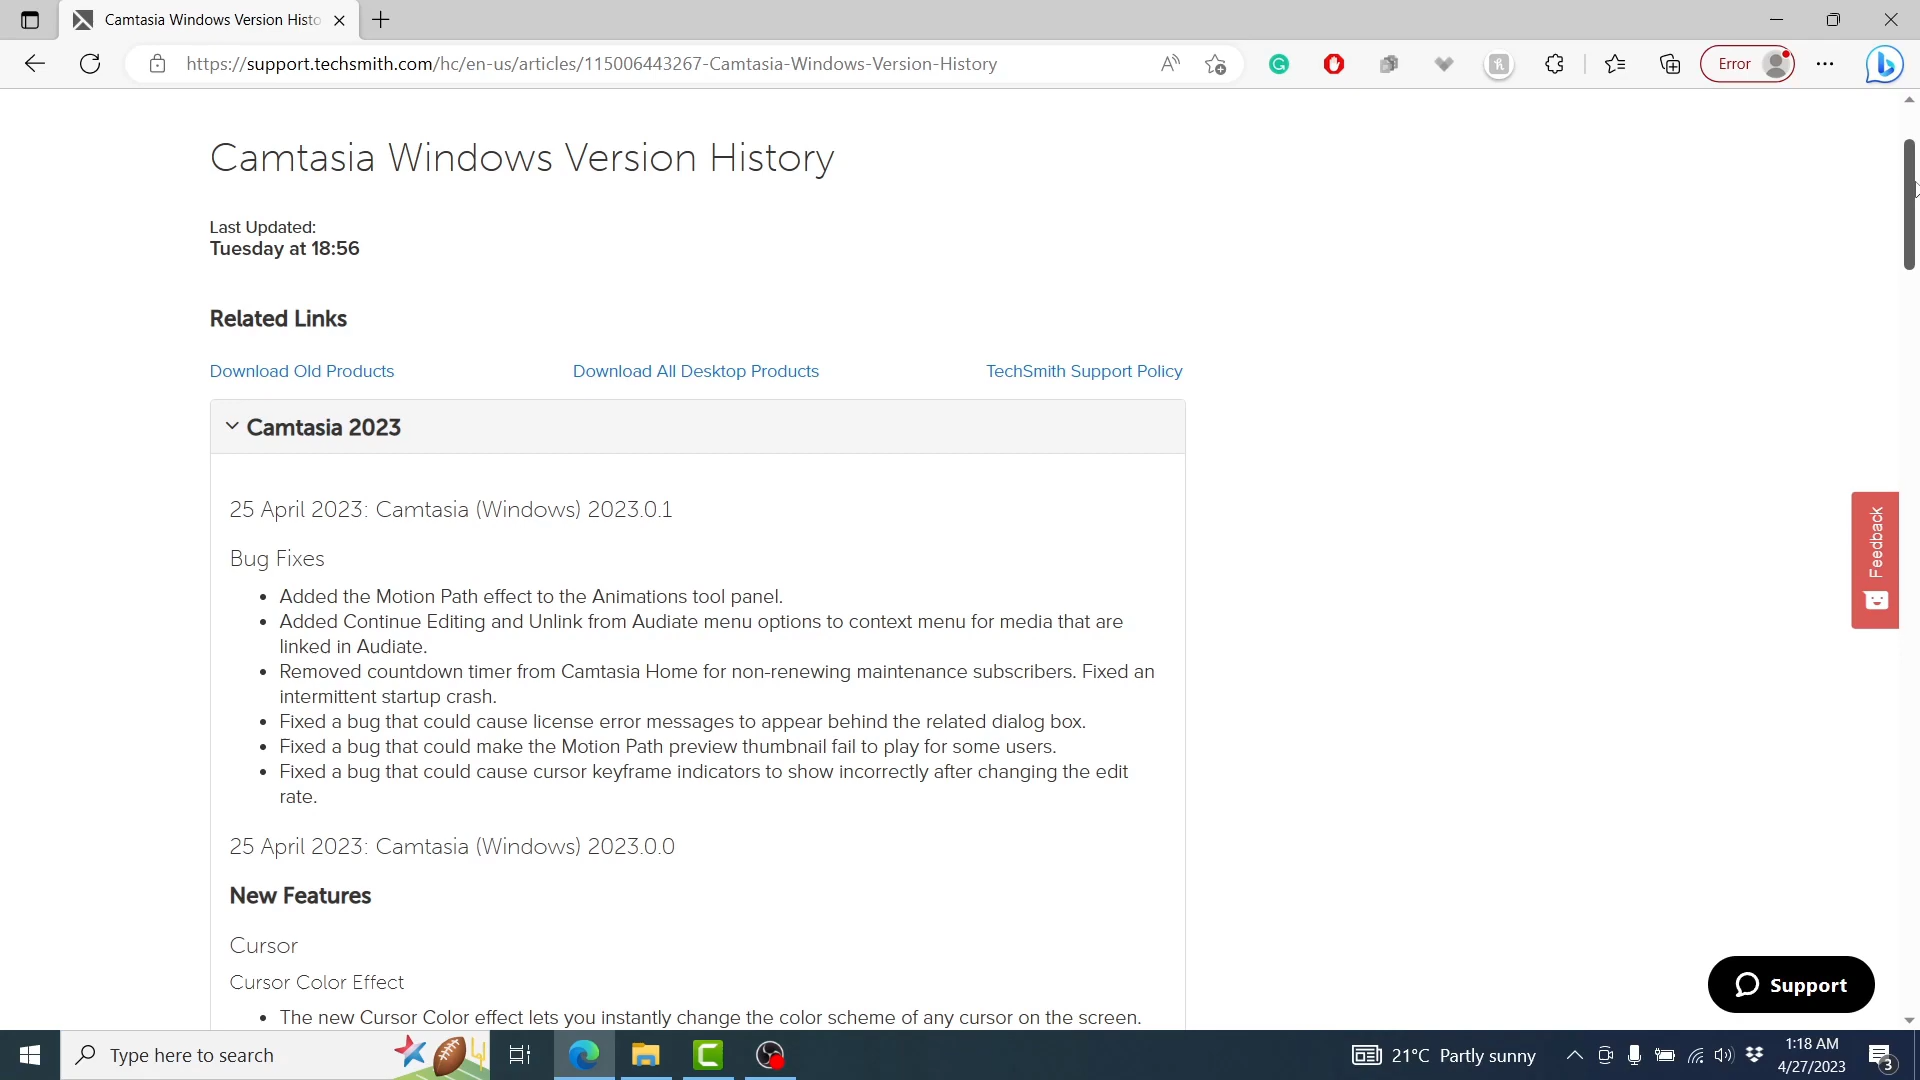 Camtasia Windows Version Histo
https://support.techsmith.com/hc/en-us/articles/115006443267-Camtasia-Windows-Version-History
Error
Camtasia Windows Version History
Last Updated:
Tuesday at 18:56
Related Links
Download Old Products
Download All Desktop Products
TechSmith Support Policy
Camtasia 2023
25 April 2023: Camtasia (Windows) 2023.0.1
Bug Fixes
• Added the Motion Path effect to the Animations tool panel.
• Added Continue Editing and Unlink from Audiate menu options to context menu for media that are
linked in Audiate.
• Removed countdown timer from Camtasia Home for non-renewing maintenance subscribers. Fixed an
intermittent startup crash.
• Fixed a bug that could cause license error messages to appear behind the related dialog box.
• Fixed a bug that could make the Motion Path preview thumbnail fail to play for some users.
• Fixed a bug that could cause cursor keyframe indicators to show incorrectly after changing the edit
rate.
25 April 2023: Camtasia (Windows) 2023.0.0
New Features
Cursor
Cursor Color Effect
• The new Cursor Color effect lets you instantly change the color scheme of any cursor on the screen.
Feedback
Support
Type here to search
21°C Partly sunny
1:18 AM
4/27/2023
3